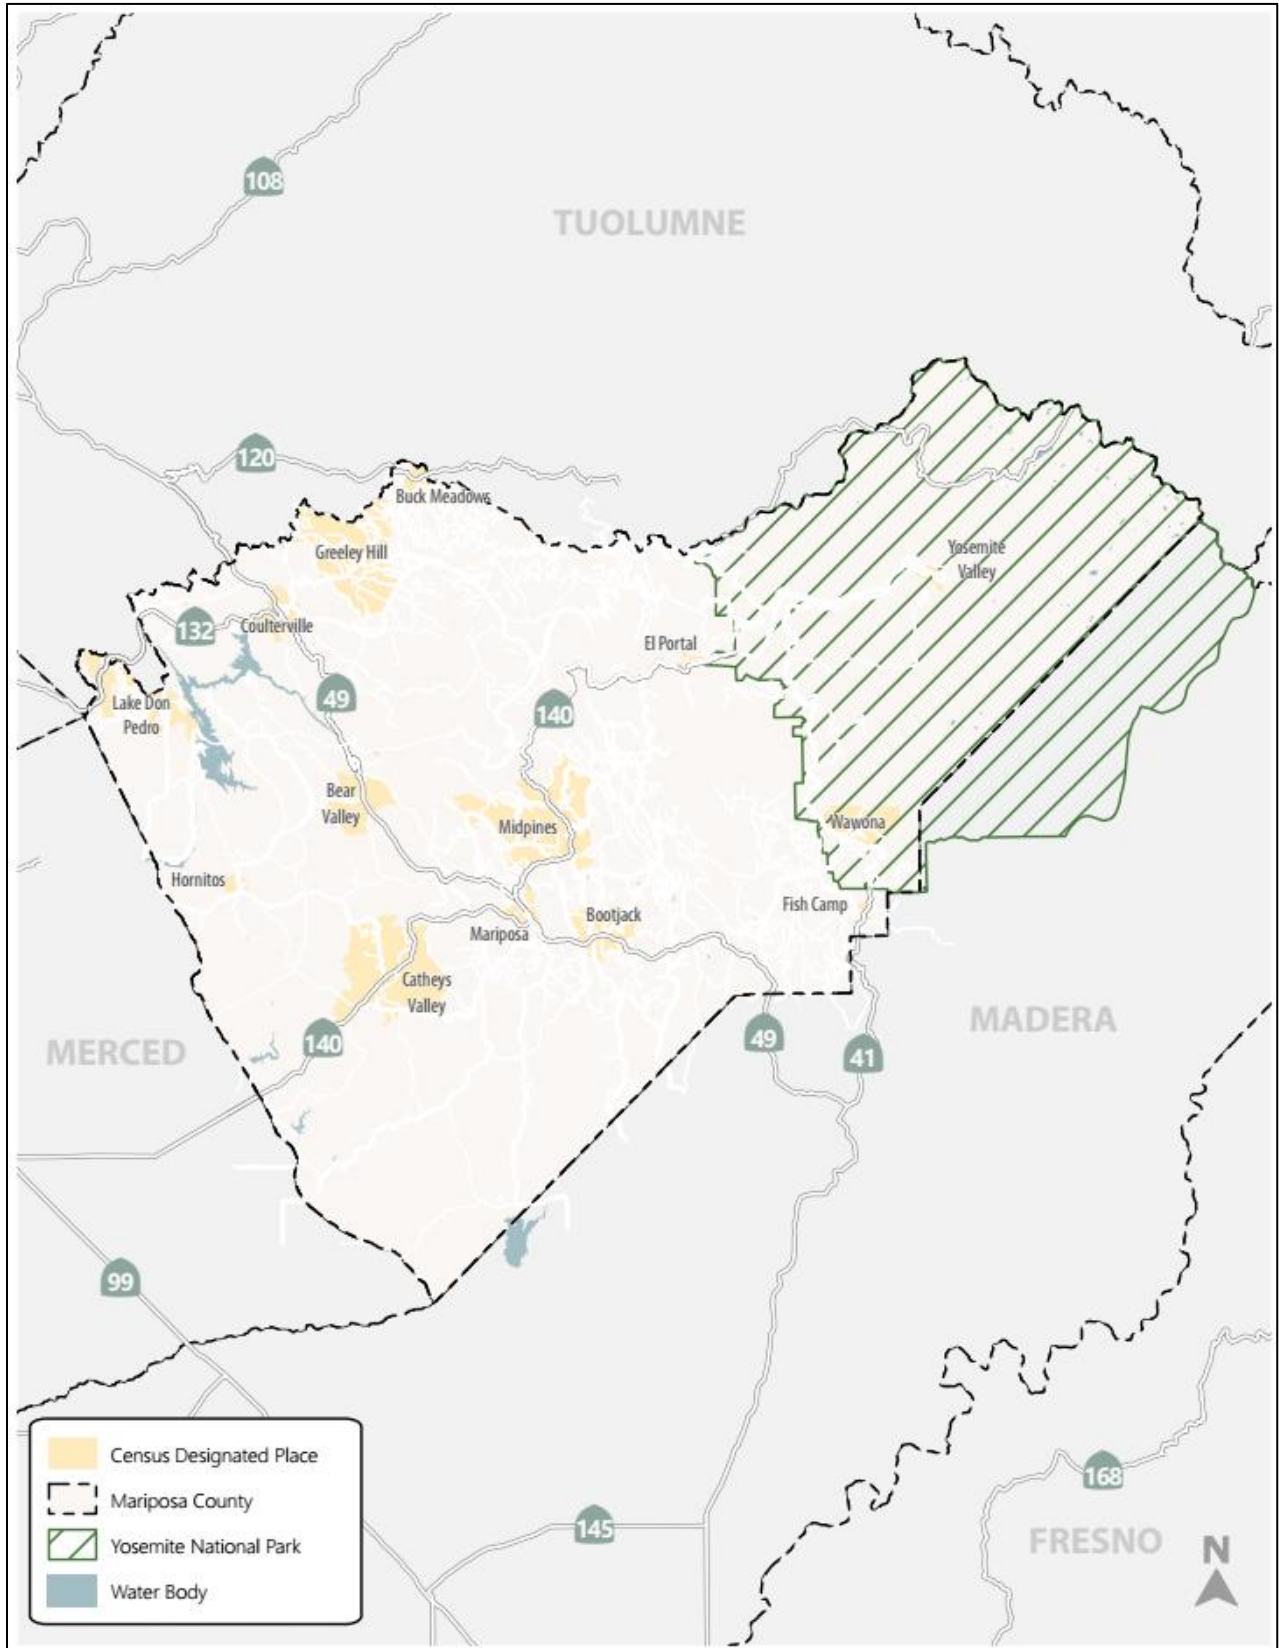 108
TUOLUMNE
120
Buck Meadows
Greeley Hill
Yosemite
Valley
132
Coulterville
El Portal
49
140
Lake Don
Pedro
Bear
Valley
Midpines
Wawona
Hornitos
Fish Camp
Bootjack
Mariposa
Catheys
Valley
MADERA
MERCED
140
49
41
99
Census Designated Place
Mariposa County
Yosemite National Park
Water Body
145
168
FRESNO
N